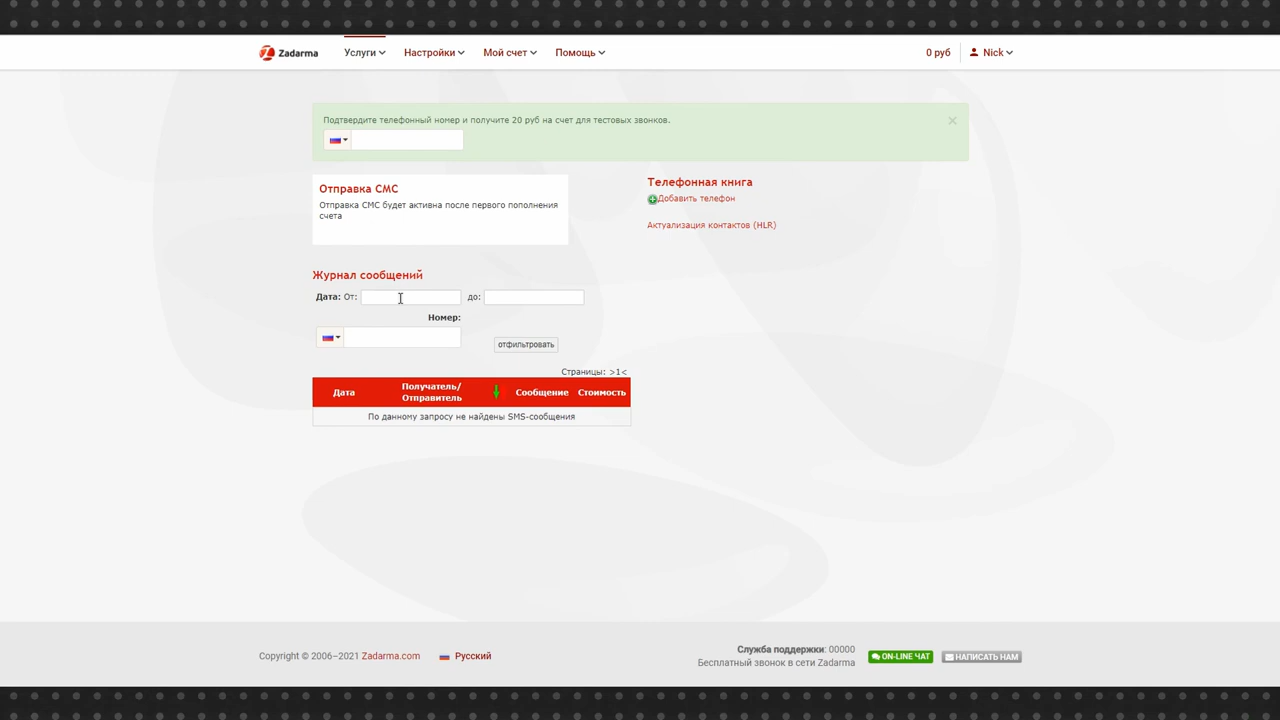 Zadarma
Услуги
Настройки
Мой счет
Помощь
0 руб
Nick
Подтвердите телефонный номер и получите 20 руб на счет для тестовых звонков.
×
Отправка СМС
Отправка СМС будет активна после первого пополнения
счета
Телефонная книга
Добавить телефон
Актуализация контактов (HLR)
Журнал сообщений
Дата: От:
до:
Номер:
отфильтровать
Страницы: >1<
Дата
Получатель/
Отправитель
Сообщение
Стоимость
По данному запросу не найдены SMS-сообщения
Copyright © 2006–2021 Zadarma.com
Русский
Служба поддержки: 00000
Бесплатный звонок в сети Zadarma
ON-LINE ЧАТ
НАПИСАТЬ НАМ